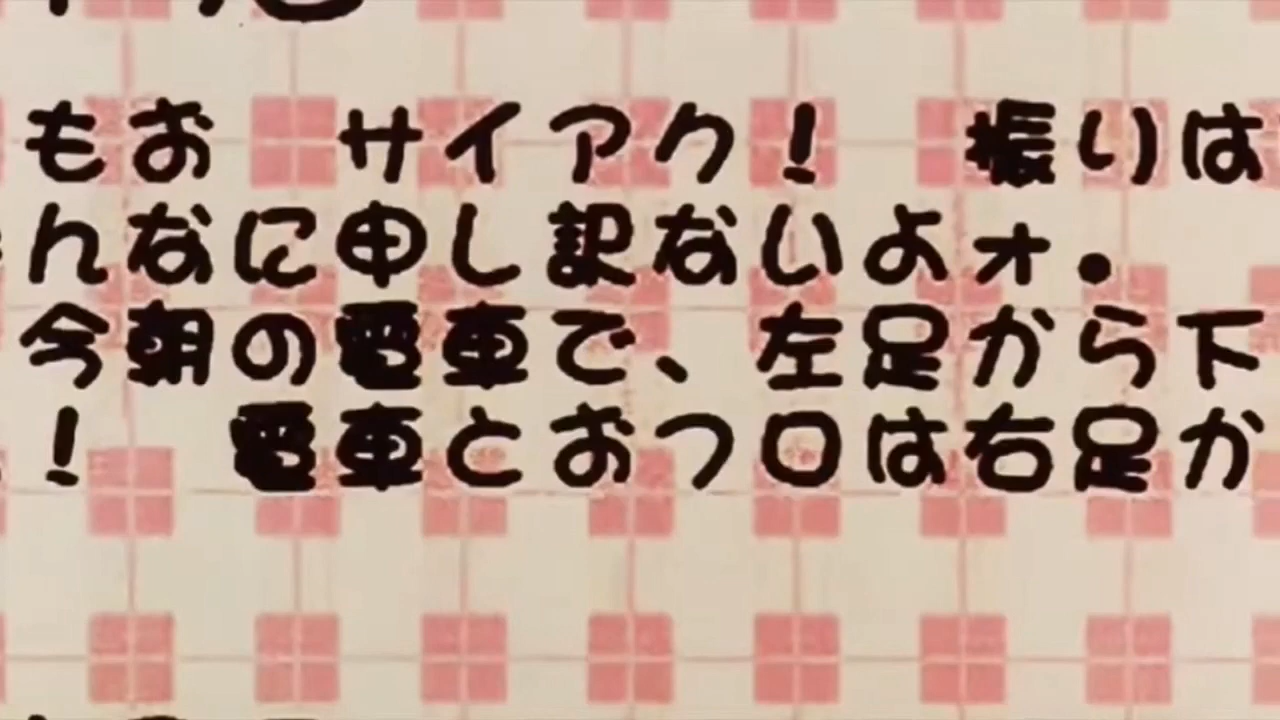 もお　サイアク！　振りは
んなに申し訳ないよォ．
今朝の電車で、左足から下
！　電車とおつ口は右足か